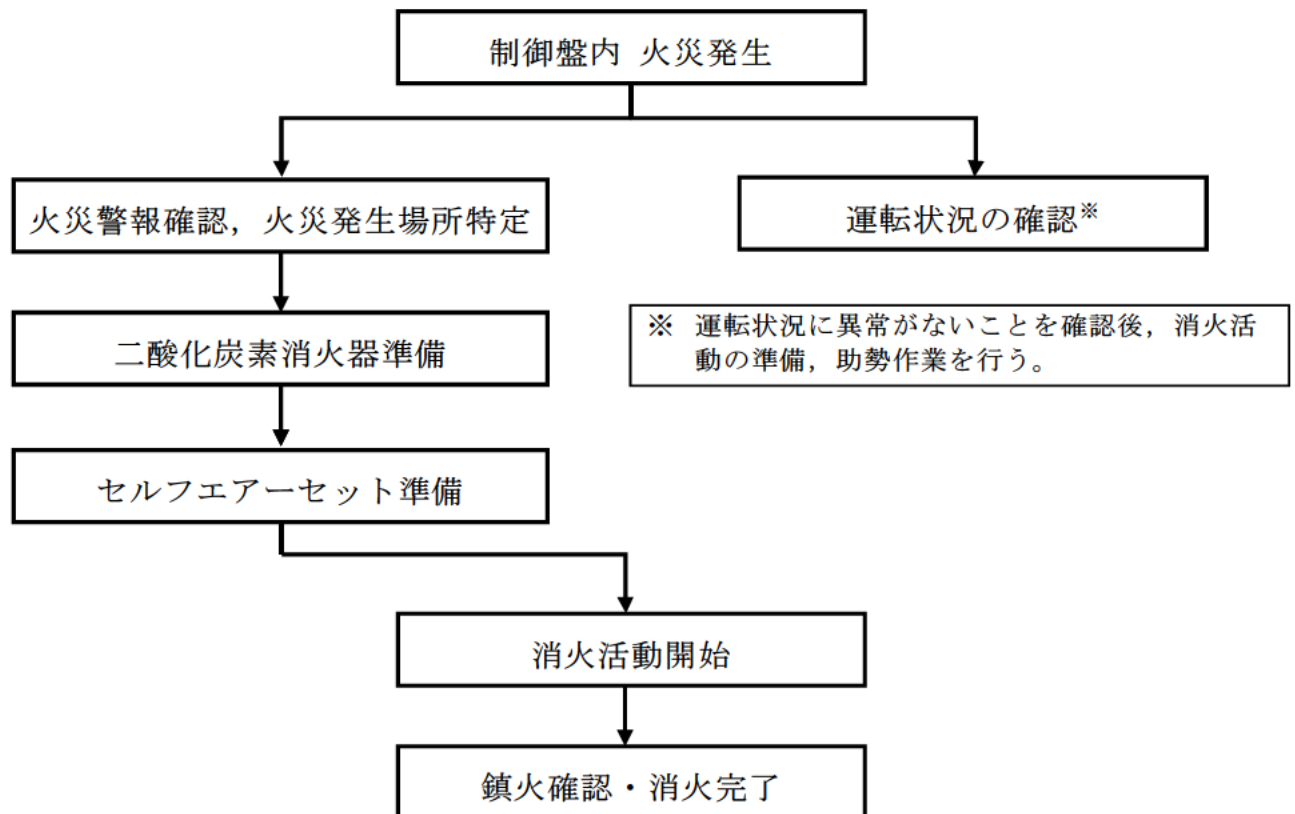 制御盤内 火災発生
火災警報確認，火災発生場所特定
運転状況の確認※
二酸化炭素消火器準備
※ 運転状況に異常がないことを確認後，消火活
動の準備，助勢作業を行う。
セルフエアーセット準備
消火活動開始
鎮火確認・消火完了